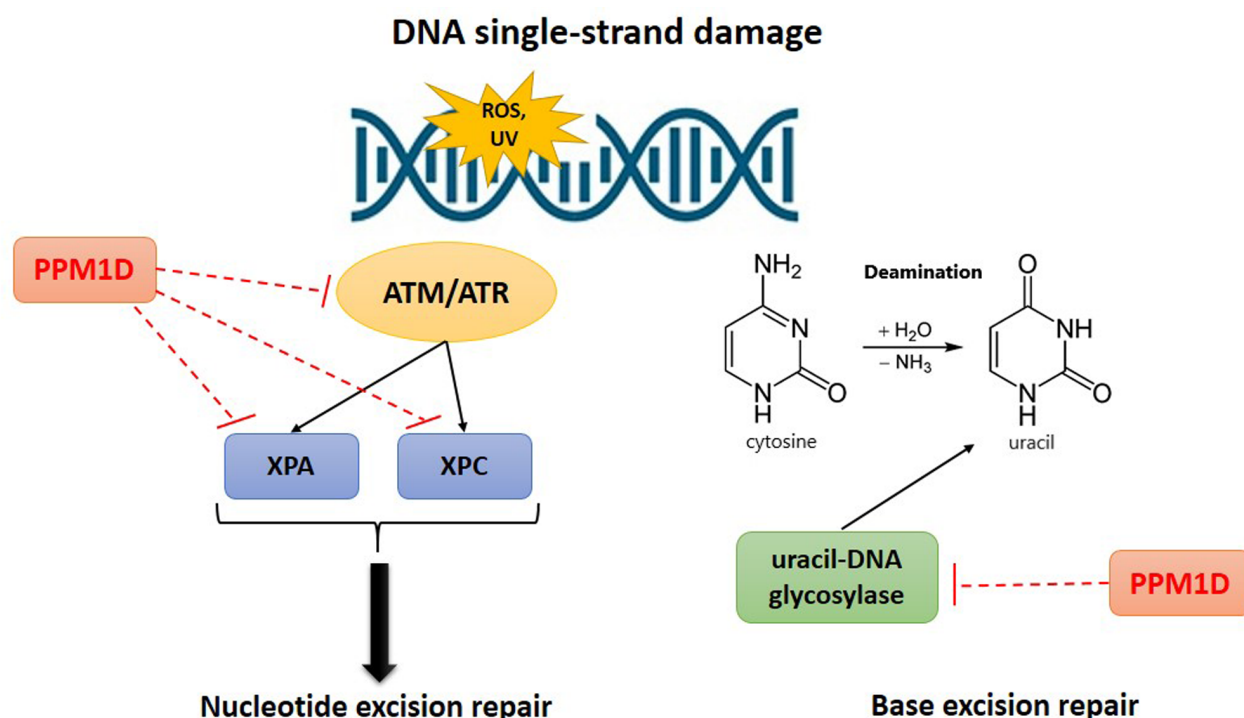 DNA single-strand damage
ROS,
UV
PPM1D
ATM/ATR
XPA
XPC
Nucleotide excision repair
NH₂
N
N
H
O
cytosine
Deamination
+ H₂O
− NH₃
O
NH
N
H
O
uracil
uracil-DNA
glycosylase
PPM1D
Base excision repair